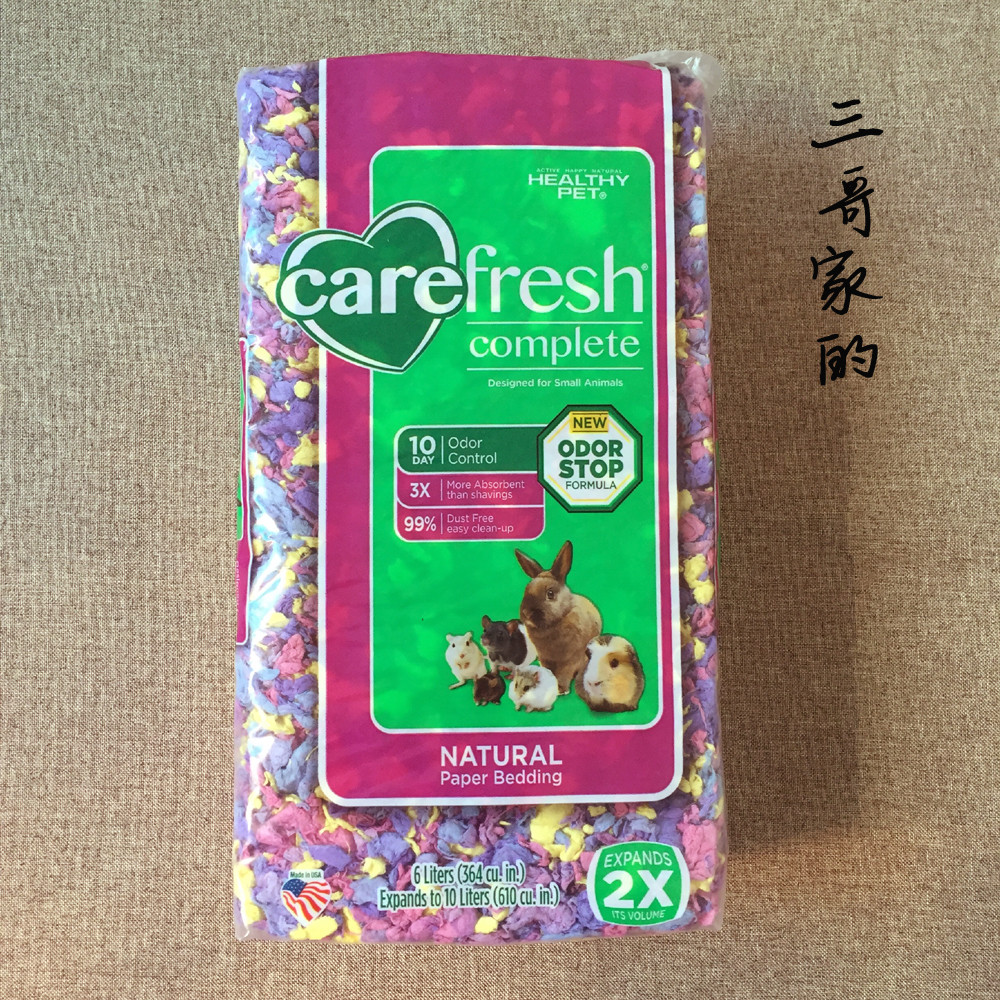 ACTIVE HAPPY NATURAL
HEALTHY
PET®
carefresh®
complete
Designed for Small Animals
NEW
ODOR
STOP
FORMULA
10
DAY
Odor
Control
3X
More Absorbent
than shavings
99%
Dust Free
easy clean-up
NATURAL
Paper Bedding
Made in USA
6 Liters (364 cu. in.)
Expands to 10 Liters (610 cu. in.)
EXPANDS
2X
ITS VOLUME
三哥家的